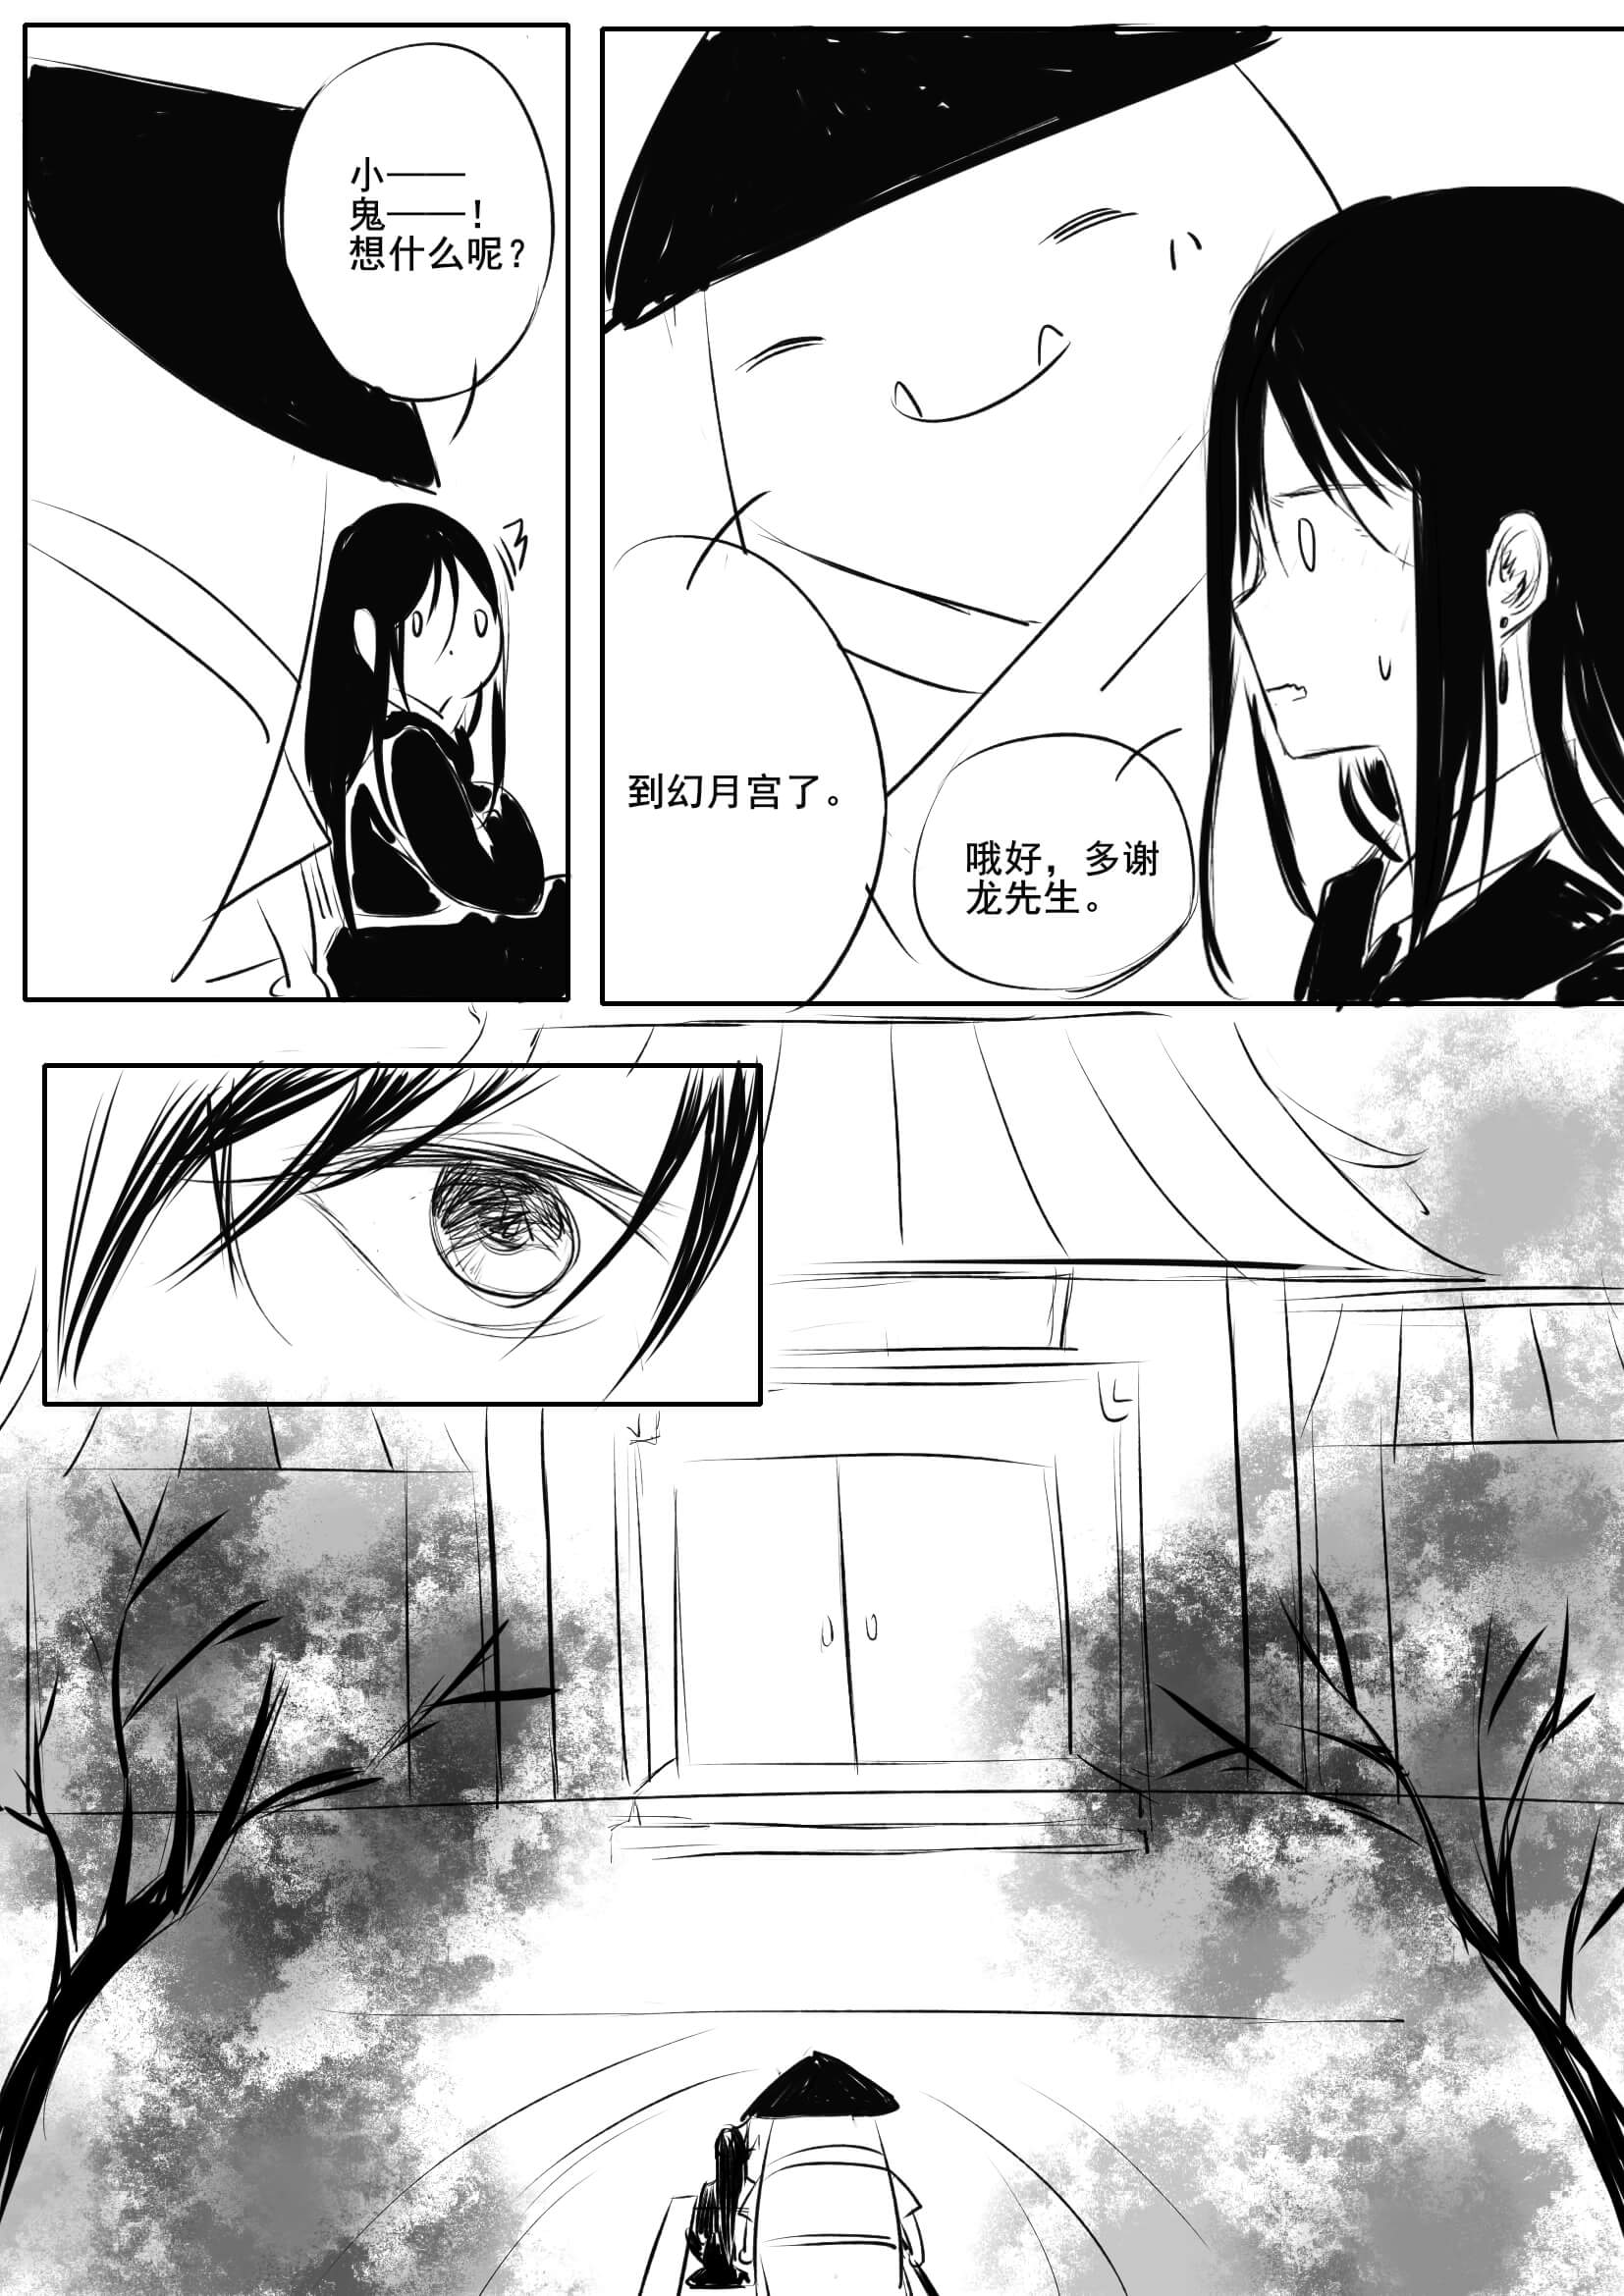 小——
鬼——！
想什么呢？
到幻月宫了。
哦好，多谢
龙先生。